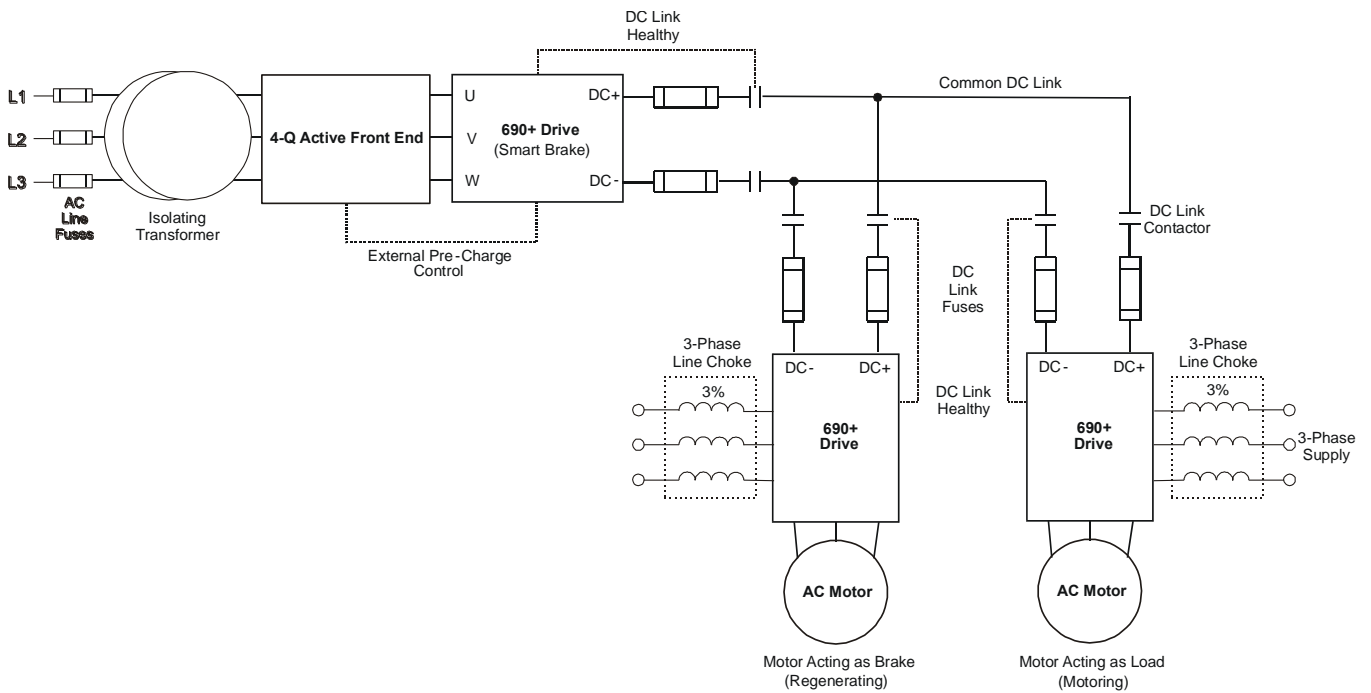 DC Link
Healthy
L1
L2
L3
AC
Line
Fuses
Isolating
Transformer
4-Q Active Front End
External Pre-Charge
Control
U
V
W
690+ Drive
(Smart Brake)
DC+
DC-
Common DC Link
DC Link
Contactor
DC
Link
Fuses
3-Phase
Line Choke
3%
DC-
DC+
690+
Drive
DC Link
Healthy
DC-
DC+
690+
Drive
3-Phase
Line Choke
3%
3-Phase
Supply
AC Motor
AC Motor
Motor Acting as Brake
(Regenerating)
Motor Acting as Load
(Motoring)